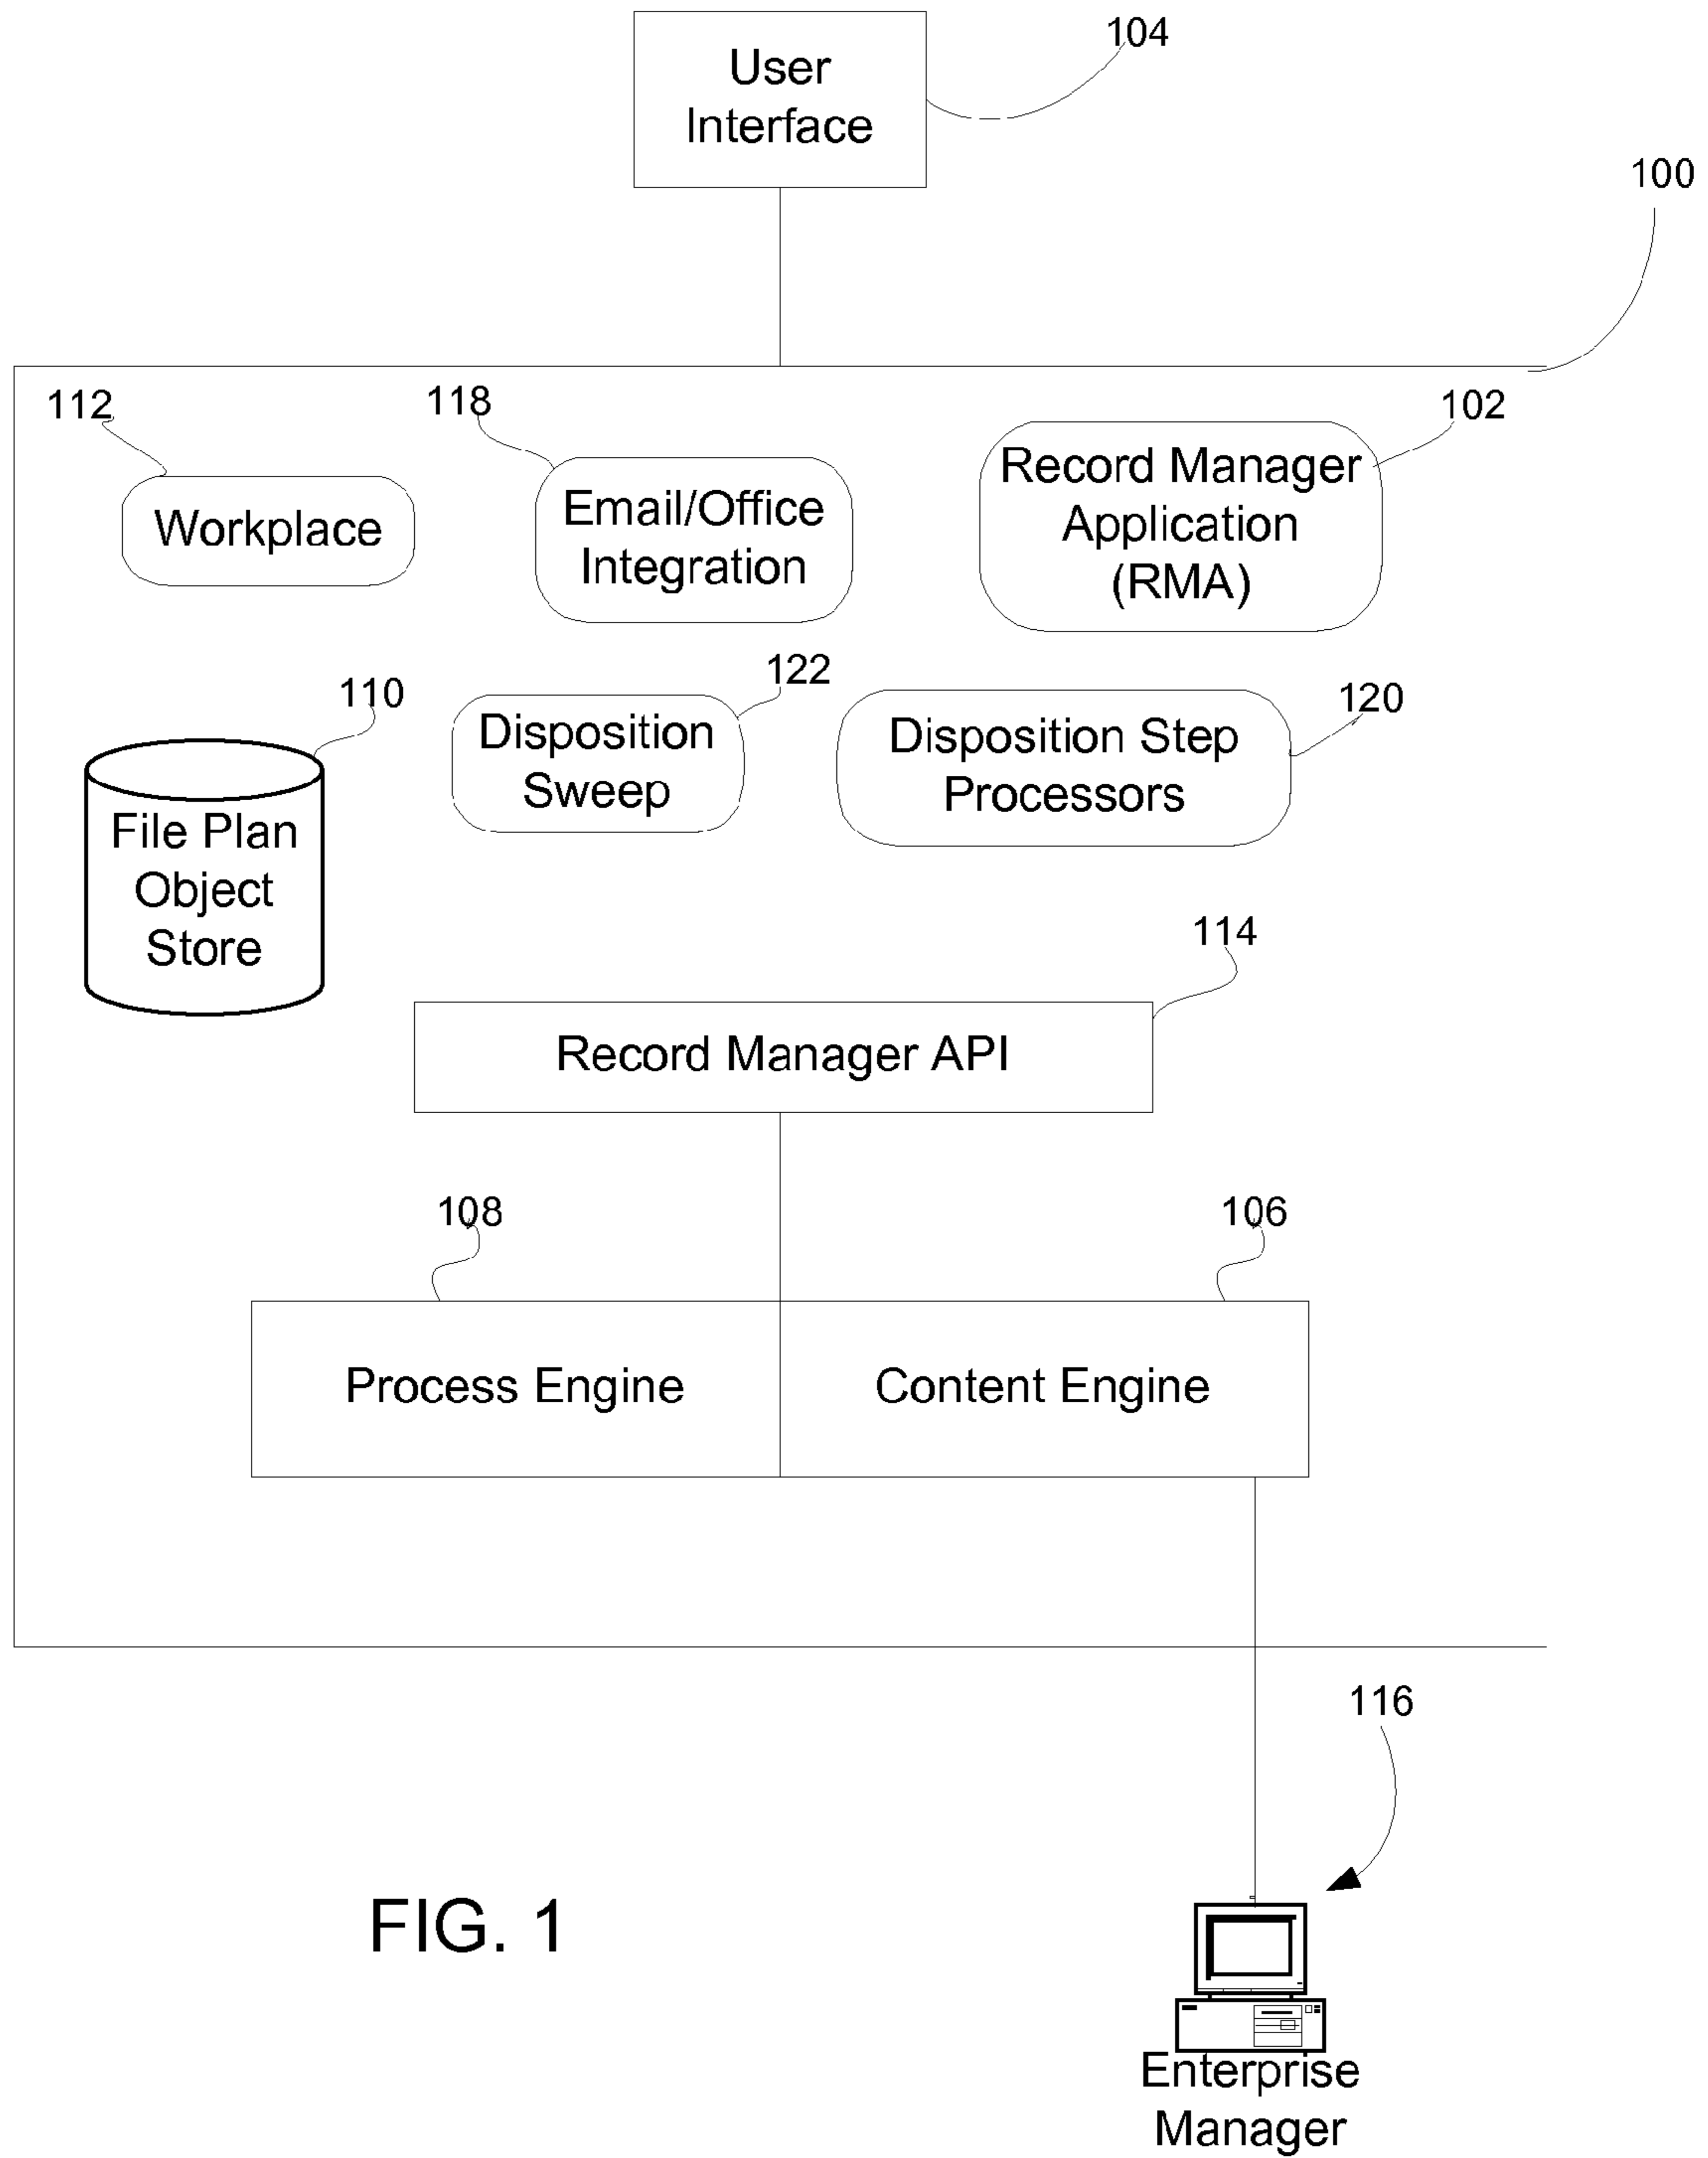 104
User
Interface
100
112
118
102
Workplace
Email/Office
Integration
Record Manager
Application
(RMA)
110
122
120
File Plan
Object
Store
Disposition
Sweep
Disposition Step
Processors
114
Record Manager API
108
106
Process Engine
Content Engine
116
FIG. 1
Enterprise
Manager